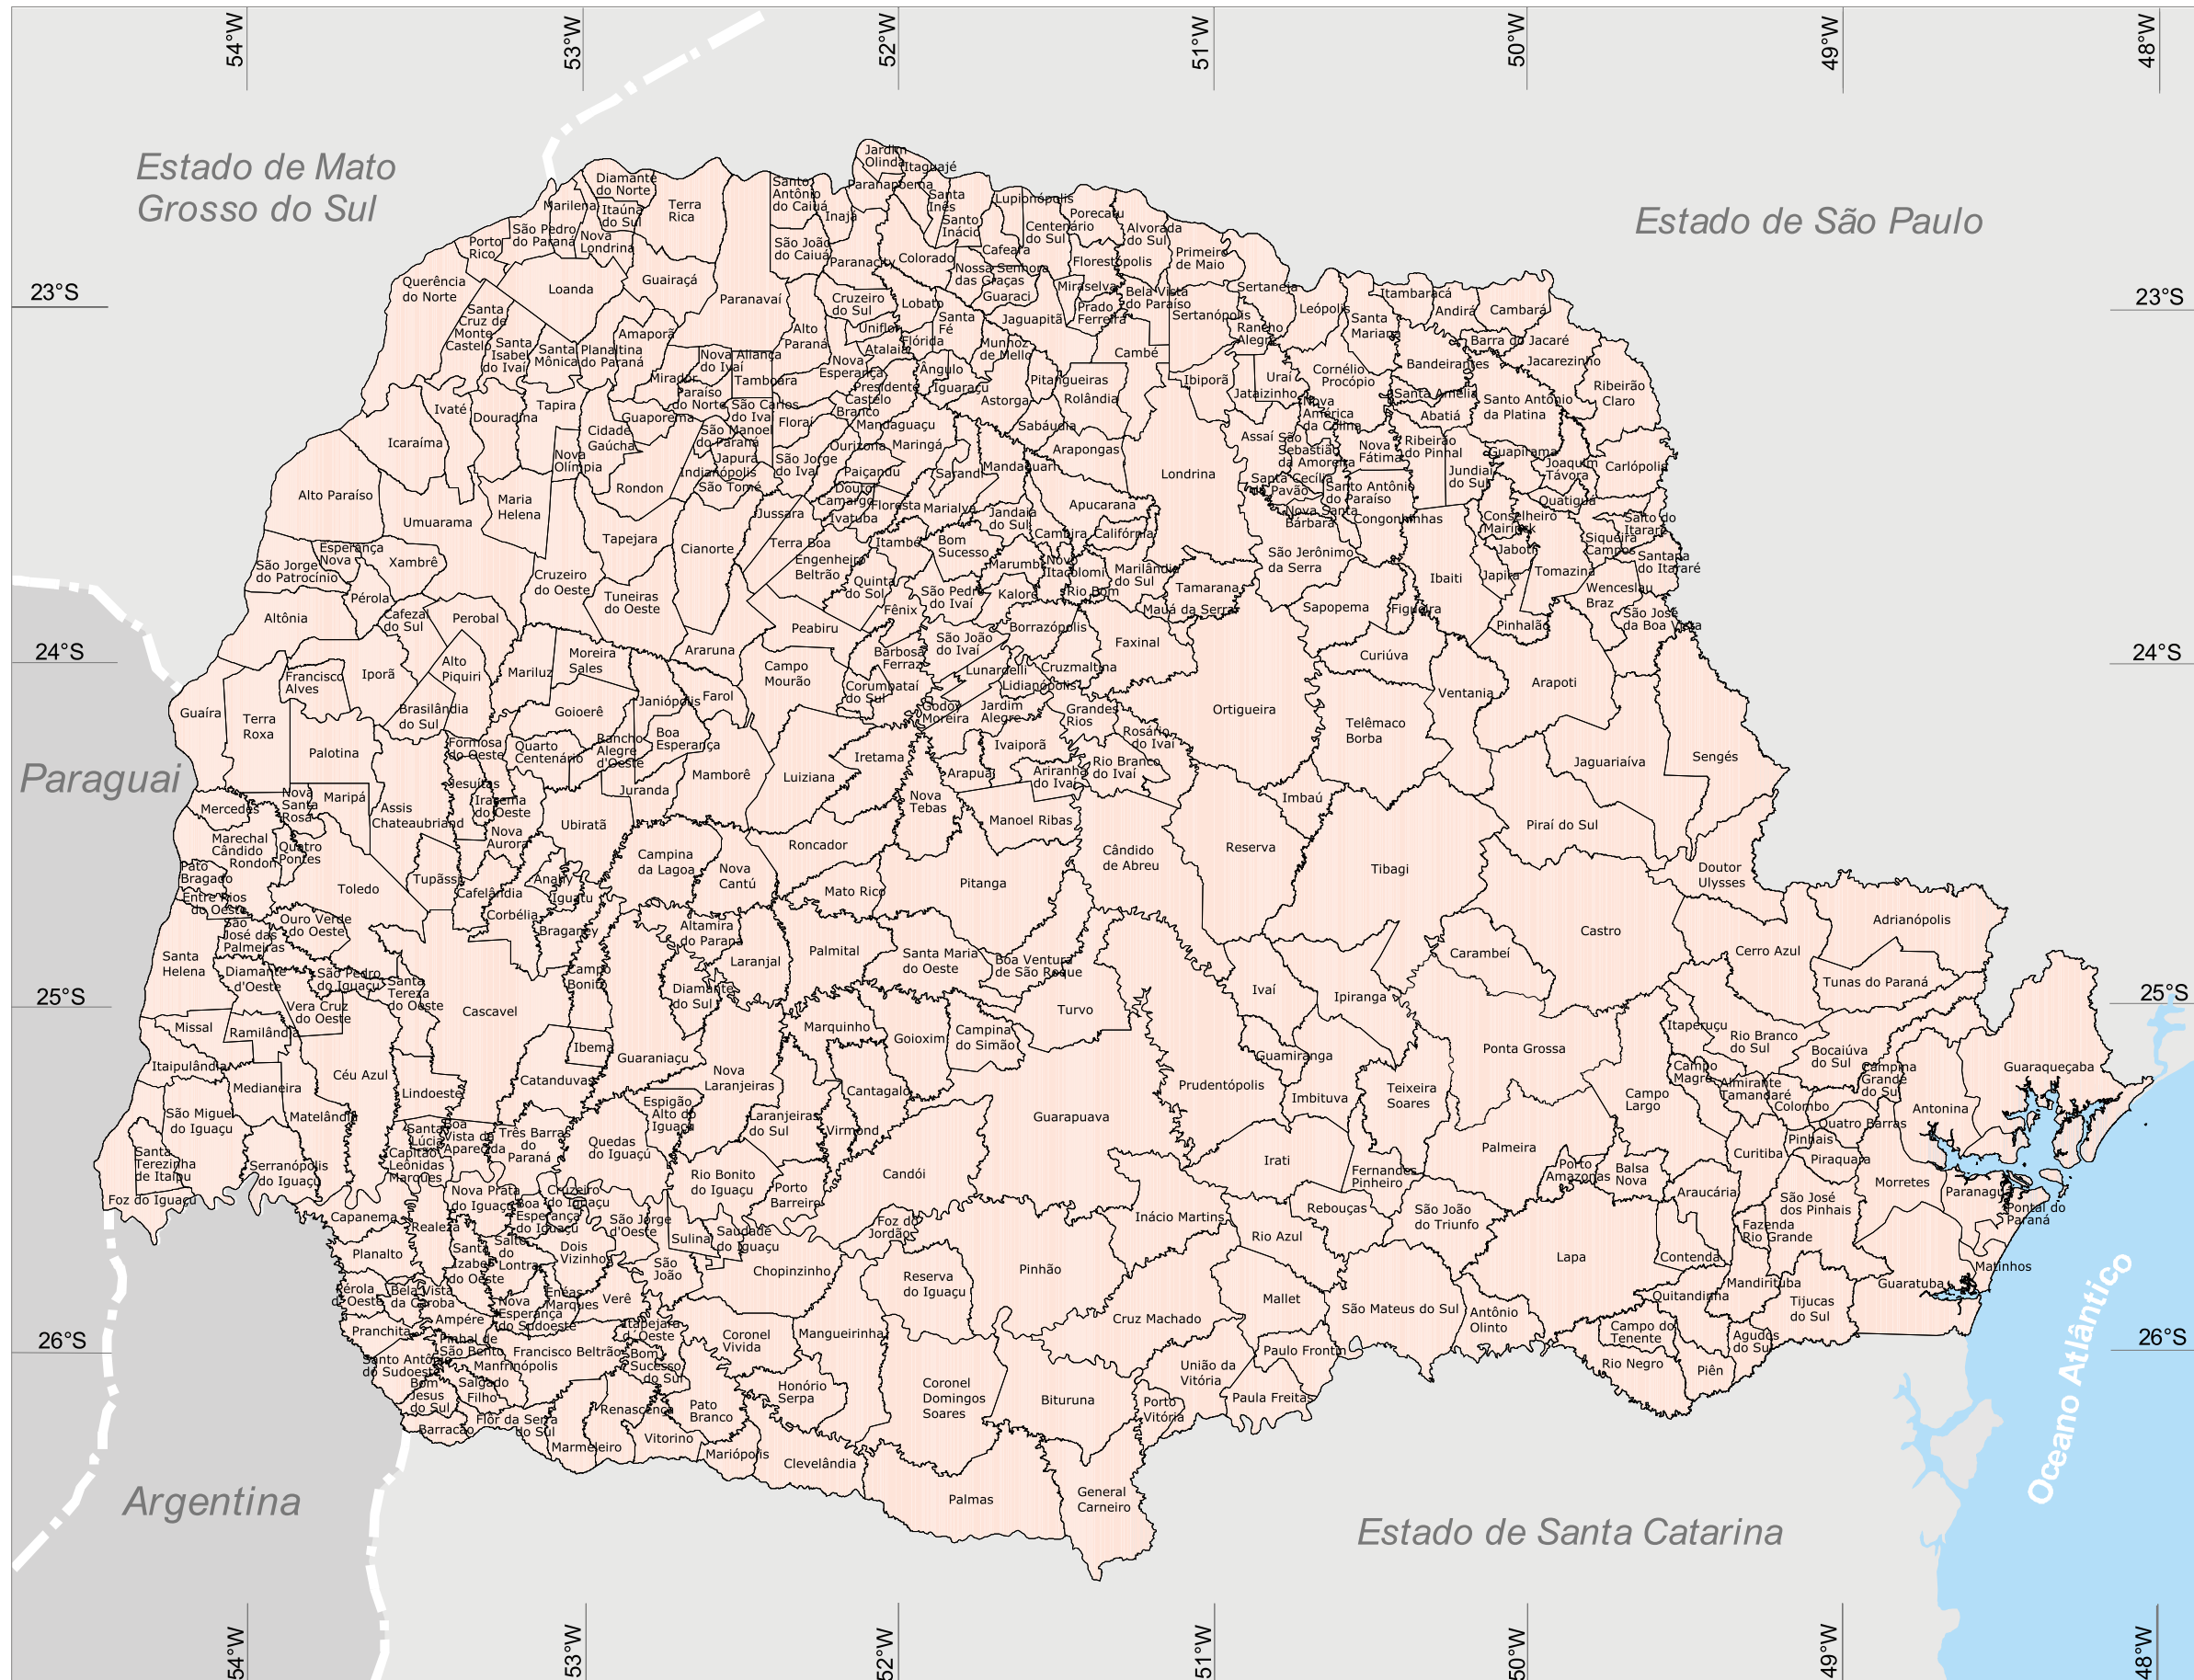 54°W
53°W
52°W
51°W
50°W
49°W
48°W
Estado de Mato
Grosso do Sul
Estado de São Paulo
Paraguai
Argentina
Estado de Santa Catarina
Oceano Atlântico
23°S
23°S
24°S
24°S
25°S
25°S
26°S
26°S
Jardim
Olinda
Itaguajé
Paranapoema
Diamante
do Norte
Santo
Antônio
do Caiuá
Terra
Rica
Marilena
Itaúna
do Sul
Inajá
Santa
Inês
Santo
Inácio
Lupionópolis
Porecatu
Centenário
do Sul
Alvorada
do Sul
São Pedro
do Paraná
Nova
Londrina
Porto
Rico
São João
do Caiuá
Paranacity
Colorado
Cafeara
Nossa Senhora
das Graças
Florestópolis
Primeiro
de Maio
Querência
do Norte
Loanda
Guairaçá
Paranavaí
Cruzeiro
do Sul
Lobato
Guaraci
Miraselva
Prado
Ferreira
Bela Vista
do Paraíso
Sertanópolis
Sertaneja
Leópolis
Itambaracá
Andirá
Cambará
Santa
Cruz de
Monte
Castelo
Santa
Isabel
do Ivaí
Santa
Mônica
Planaltina
do Paraná
Amaporã
Alto
Paraná
Uniflor
Flórida
Santa
Fé
Jaguapitã
Rancho
Alegre
Santa
Mariana
Barra do Jacaré
Nova Aliança
do Ivaí
Nova
Esperança
Atalaia
Munhoz
de Mello
Cambé
Bandeirantes
Jacarezinho
Mirador
Tamboara
Ângulo
Iguaraçu
Pitangueiras
Ibiporã
Uraí
Jataizinho
Cornélio
Procópio
Ribeirão
Claro
Paraíso
do Norte
São Carlos
do Ivaí
Presidente
Castelo
Branco
Astorga
Rolândia
Nova
América
da Colina
Santa Amélia
Abatiá
Santo Antônio
da Platina
Ivaté
Douradina
Tapira
Guaporema
São Manoel
do Paraná
Floraí
Mandaguaçu
Sabáudia
Cidade
Gaúcha
Icaraíma
Nova
Olímpia
Japurá
Indianópolis
São Tomé
São Jorge
do Ivaí
Ourizona
Maringá
Paiçandu
Sarandi
Mandaguari
Arapongas
Londrina
Assaí
São
Sebastião
da Amoreira
Nova
Fátima
Ribeirão
do Pinhal
Guapirama
Joaquim
Távora
Carlópolis
Jundiaí
do Sul
Quatiguá
Alto Paraíso
Rondon
Doutor
Camargo
Ivatuba
Floresta
Marialva
Jandaia
do Sul
Apucarana
Santa Cecília
do Pavão
Santo Antônio
do Paraíso
Nova Santa
Bárbara
Congonhinhas
Conselheiro
Mairinck
Salto do
Itararé
Umuarama
Maria
Helena
Jussara
Cambira
Califórnia
Siqueira
Campos
Santana
do Itararé
Tapejara
Cianorte
Terra Boa
Itambé
Bom
Sucesso
Marumbi
Novo
Itacolomi
Marilândia
do Sul
São Jerônimo
da Serra
Jaboti
Japira
Tomazina
Esperança
Nova
Xambrê
São Jorge
do Patrocínio
Engenheiro
Beltrão
Quinta
do Sol
São Pedro
do Ivaí
Kaloré
Rio Bom
Tamarana
Ibaiti
Wenceslau
Braz
Cruzeiro
do Oeste
Tuneiras
do Oeste
Fênix
Mauá da Serra
Sapopema
Figueira
São José
da Boa Vista
Pinhalão
Altônia
Pérola
Cafezal
do Sul
Perobal
Peabiru
Borrazópolis
Faxinal
São João
do Ivaí
Curiúva
Araruna
Barbosa
Ferraz
Lunardelli
Cruzmaltina
Lidianópolis
Moreira
Sales
Mariluz
Alto
Piquiri
Iporã
Francisco
Alves
Campo
Mourão
Corumbataí
do Sul
Ventania
Arapoti
Guaíra
Terra
Roxa
Brasilândia
do Sul
Goioerê
Janiópolis
Farol
Godoy
Moreira
Jardim
Alegre
Grandes
Rios
Ortigueira
Telêmaco
Borba
Palotina
Formosa
do Oeste
Quarto
Centenário
Rancho
Alegre
d'Oeste
Boa
Esperança
Iretama
Ivaiporã
Rosário
do Ivaí
Rio Branco
do Ivaí
Jaguariaíva
Sengés
Jesuítas
Mamborê
Luiziana
Arapuã
Ariranha
do Ivaí
Mercedes
Nova
Santa
Rosa
Maripá
Assis
Chateaubriand
Iracema
do Oeste
Juranda
Nova
Tebas
Manoel Ribas
Imbaú
Ubiratã
Nova
Aurora
Piraí do Sul
Marechal
Cândido
Rondon
Quatro
Pontes
Campina
da Lagoa
Nova
Cantú
Roncador
Cândido
de Abreu
Reserva
Tibagi
Doutor
Ulysses
Pato
Bragado
Toledo
Tupãssi
Cafelândia
Anahy
Iguatu
Mato Rico
Pitanga
Entre Rios
do Oeste
Corbélia
Ouro Verde
do Oeste
São
José das
Palmeiras
Braganey
Altamira
do Paraná
Castro
Adrianópolis
Santa
Helena
Diamante
d'Oeste
São Pedro
do Iguaçu
Santa
Tereza
do Oeste
Campo
Bonito
Laranjal
Palmital
Santa Maria
do Oeste
Boa Ventura
de São Roque
Carambeí
Cerro Azul
Diamante
do Sul
Tunas do Paraná
Vera Cruz
do Oeste
Cascavel
Turvo
Ivaí
Ipiranga
Missal
Ramilândia
Marquinho
Goioxim
Campina
do Simão
Itaperuçu
Rio Branco
do Sul
Ibema
Guaraniaçu
Guamiranga
Ponta Grossa
Bocaiúva
do Sul
Itaipulândia
Medianeira
Céu Azul
Lindoeste
Catanduvas
Nova
Laranjeiras
Cantagalo
Prudentópolis
Imbituva
Teixeira
Soares
Campo
Largo
Campo
Magro
Almirante
Tamandaré
Campina
Grande
do Sul
Guaraqueçaba
São Miguel
do Iguaçu
Matelândia
Espigão
Alto do
Iguaçu
Laranjeiras
do Sul
Virmond
Guarapuava
Colombo
Quatro Barras
Antonina
Santa
Lúcia
Boa
Vista da
Aparecida
Três Barras
do
Paraná
Quedas
do Iguaçú
Palmeira
Pinhais
Curitiba
Piraquara
Santa
Terezinha
de Itaipu
Serranópolis
do Iguaçu
Capitão
Leônidas
Marques
Rio Bonito
do Iguaçu
Candói
Irati
Fernandes
Pinheiro
Porto
Amazonas
Balsa
Nova
Foz do Iguaçu
Nova Prata
do Iguaçu
Cruzeiro
do Iguaçu
Boa
Esperança
do Iguaçu
Porto
Barreiro
Araucária
São José
dos Pinhais
Morretes
Paranaguá
Pontal do
Paraná
Capanema
Realeza
São Jorge
d'Oeste
Sulina
Saudade
do Iguaçu
Foz do
Jordão
Inácio Martins
Rebouças
São João
do Triunfo
Fazenda
Rio Grande
Rio Azul
Planalto
Santa
Izabel
do Oeste
Salto
do
Lontra
Dois
Vizinhos
São
João
Chopinzinho
Reserva
do Iguaçu
Pinhão
Lapa
Contenda
Matinhos
Pérola
d'Oeste
Bela Vista
da Caroba
Nova
Esperança
do Sudoeste
Enéas
Marques
Verê
Mallet
São Mateus do Sul
Antônio
Olinto
Quitandinha
Mandirituba
Tijucas
do Sul
Guaratuba
Ampére
Cruz Machado
Pranchita
Pinhal de
São Bento
Itapejara
d'Oeste
Coronel
Vivida
Mangueirinha
Campo do
Tenente
Agudos
do Sul
Santo Antônio
do Sudoeste
Manfrinópolis
Francisco Beltrão
Bom
Sucesso
do Sul
Paulo Frontin
União da
Vitória
Rio Negro
Piên
Bom
Jesus
do Sul
Salgado
Filho
Honório
Serpa
Coronel
Domingos
Soares
Bituruna
Porto
Vitória
Paula Freitas
Renascença
Pato
Branco
Barracão
Flor da Serra
do Sul
Marmeleiro
Vitorino
Mariópolis
Clevelândia
Palmas
General
Carneiro
54°W
53°W
52°W
51°W
50°W
49°W
48°W